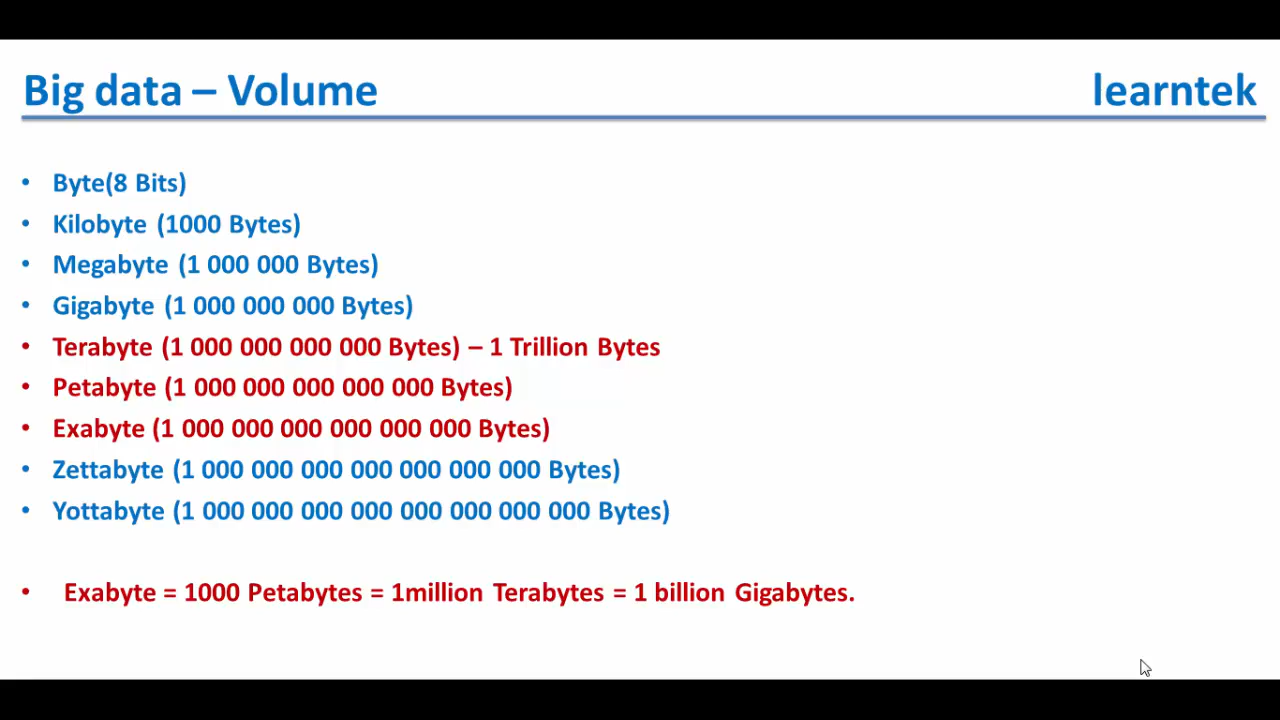 Big data – Volume learntek
• Byte(8 Bits)
• Kilobyte (1000 Bytes)
• Megabyte (1 000 000 Bytes)
• Gigabyte (1 000 000 000 Bytes)
• Terabyte (1 000 000 000 000 Bytes) – 1 Trillion Bytes
• Petabyte (1 000 000 000 000 000 Bytes)
• Exabyte (1 000 000 000 000 000 000 Bytes)
• Zettabyte (1 000 000 000 000 000 000 000 Bytes)
• Yottabyte (1 000 000 000 000 000 000 000 000 Bytes)
• Exabyte = 1000 Petabytes = 1million Terabytes = 1 billion Gigabytes.